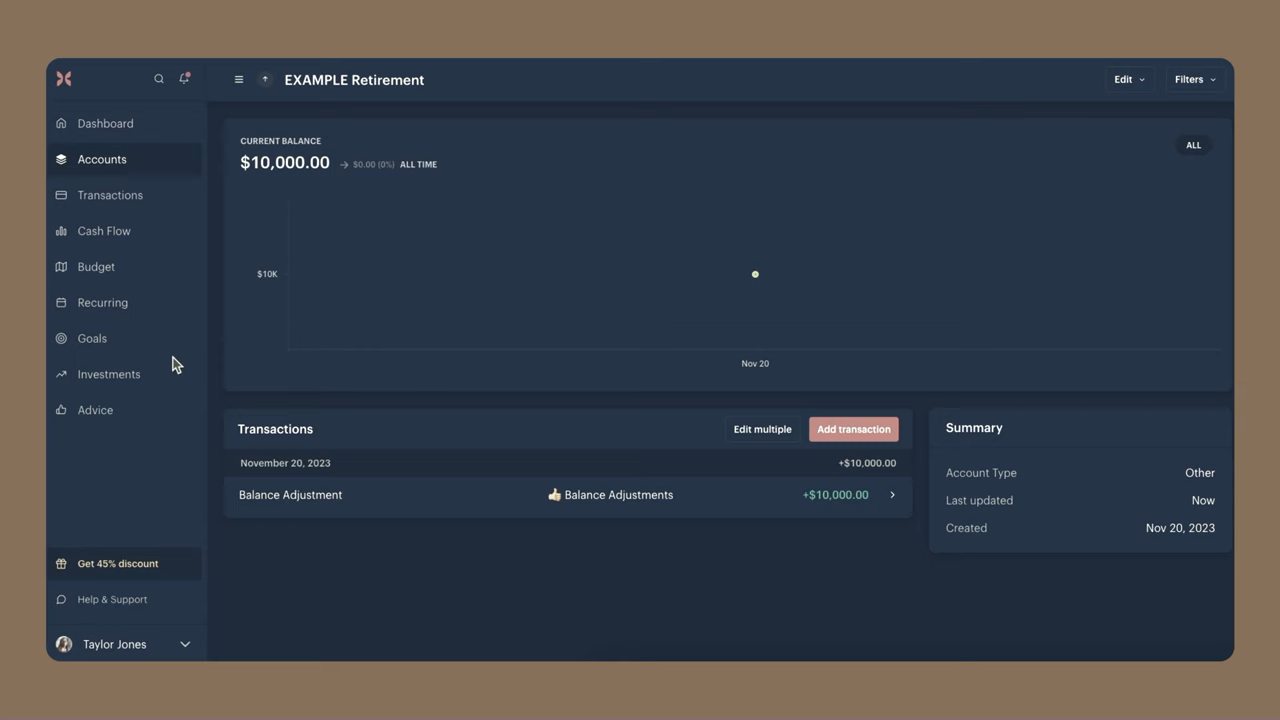 EXAMPLE Retirement
Edit
Filters
Dashboard
Accounts
Transactions
Cash Flow
Budget
Recurring
Goals
Investments
Advice
Get 45% discount
Help & Support
Taylor Jones
CURRENT BALANCE
$10,000.00 $0.00 (0%) ALL TIME
ALL
$10K
Nov 20
Transactions
Edit multiple
Add transaction
November 20, 2023 +$10,000.00
Balance Adjustment 👍🏻 Balance Adjustments +$10,000.00
Summary
Account Type Other
Last updated Now
Created Nov 20, 2023